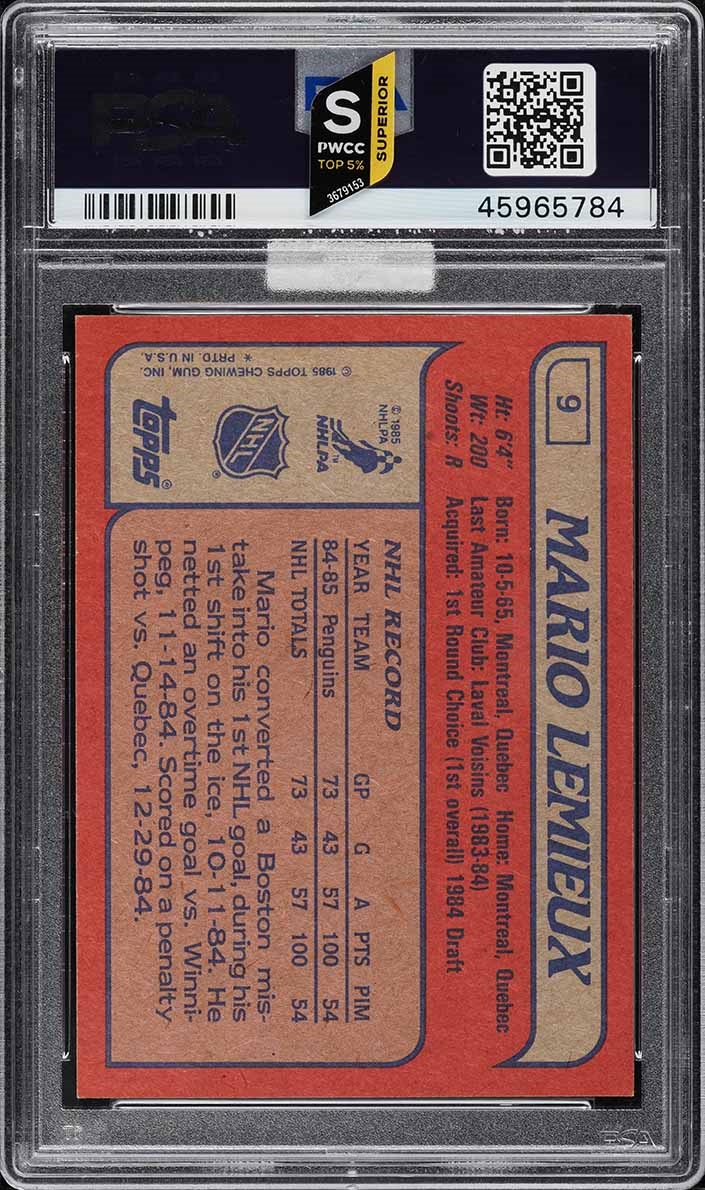 PSA
S
PWCC
TOP 5%
SUPERIOR
3679153
45965784
9
MARIO LEMIEUX
Ht: 6'4" Born: 10-5-65, Montreal, Quebec Home: Montreal, Quebec
Wt: 200 Last Amateur Club: Laval Voisins (1983-84)
Shoots: R Acquired: 1st Round Choice (1st overall) 1984 Draft
© 1985
NHLPA
NHLPA™
NHL
topps®
© 1985 TOPPS CHEWING GUM, INC.
* PRTD. IN U.S.A.
NHL RECORD
YEAR TEAM GP G A PTS PIM
84-85 Penguins 73 43 57 100 54
NHL TOTALS 73 43 57 100 54
Mario converted a Boston mis-
take into his 1st NHL goal, during his
1st shift on the ice, 10-11-84. He
netted an overtime goal vs. Winni-
peg, 11-14-84. Scored on a penalty-
shot vs. Quebec, 12-29-84.
PSA